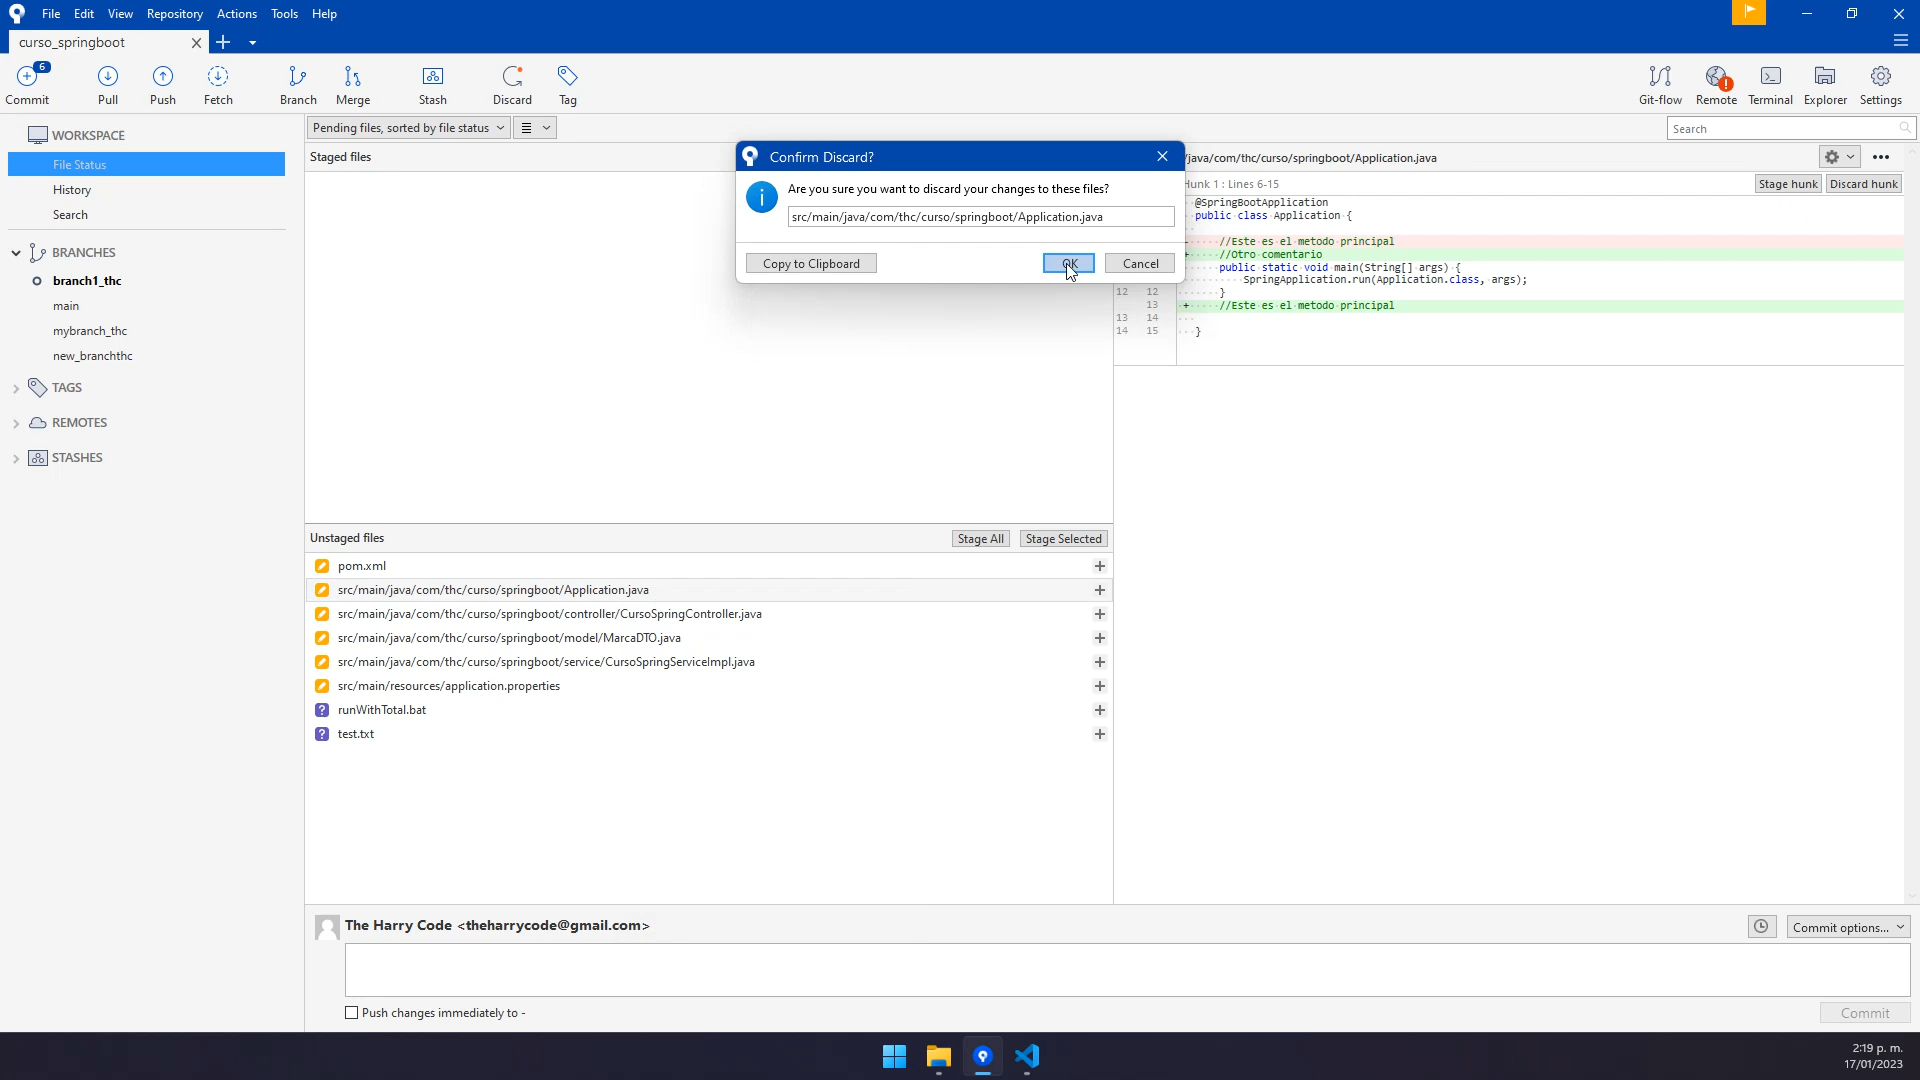 File Edit View Repository Actions Tools Help
curso_springboot
6
Commit Pull Push Fetch Branch Merge Stash Discard Tag Git-flow Remote Terminal Explorer Settings
WORKSPACE
File Status
History
Search
BRANCHES
branch1_thc
main
mybranch_thc
new_branchthc
TAGS
REMOTES
STASHES
Pending files, sorted by file status
Search
Staged files
Confirm Discard?
Are you sure you want to discard your changes to these files?
src/main/java/com/thc/curso/springboot/Application.java
Copy to Clipboard OK Cancel
/java/com/thc/curso/springboot/Application.java
Hunk 1 : Lines 6-15 Stage hunk Discard hunk
@SpringBootApplication
public class Application {
//Este es el metodo principal
+ //Otro comentario
public static void main(String[] args) {
SpringApplication.run(Application.class, args);
12 12 }
13 + //Este es el metodo principal
13 14
14 15 }
Unstaged files Stage All Stage Selected
pom.xml
src/main/java/com/thc/curso/springboot/Application.java
src/main/java/com/thc/curso/springboot/controller/CursoSpringController.java
src/main/java/com/thc/curso/springboot/model/MarcaDTO.java
src/main/java/com/thc/curso/springboot/service/CursoSpringServiceImpl.java
src/main/resources/application.properties
? runWithTotal.bat
? test.txt
The Harry Code <theharrycode@gmail.com>
Commit options...
Push changes immediately to -
Commit
2:19 p. m.
17/01/2023